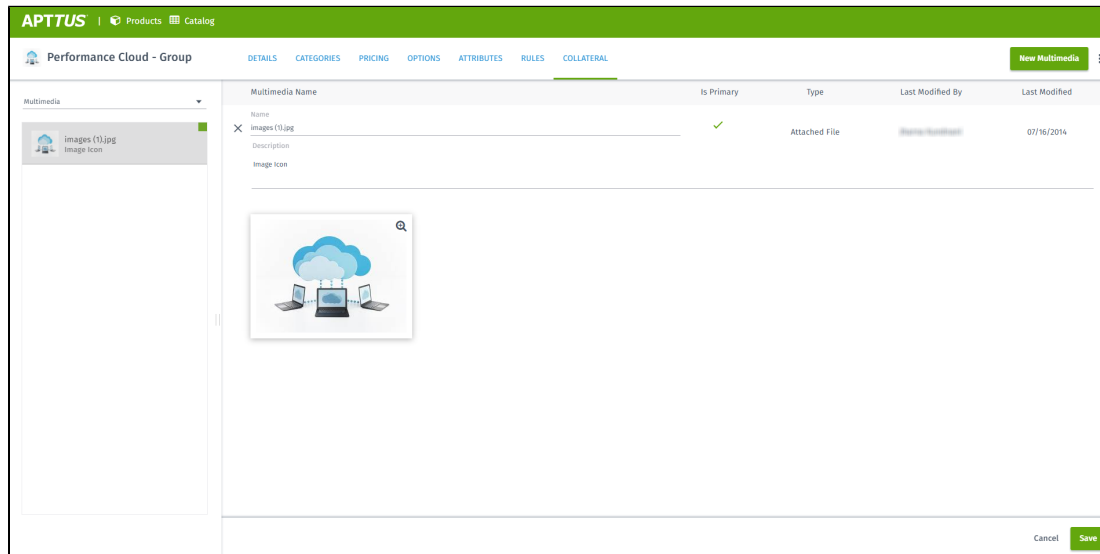 APTTUS | Products Catalog
Performance Cloud - Group DETAILS CATEGORIES PRICING OPTIONS ATTRIBUTES RULES COLLATERAL New Multimedia
Multimedia
images (1).jpg
Image Icon
Multimedia Name Is Primary Type Last Modified By Last Modified
Name
images (1).jpg Attached File 07/16/2014
Description
Image Icon
Cancel Save